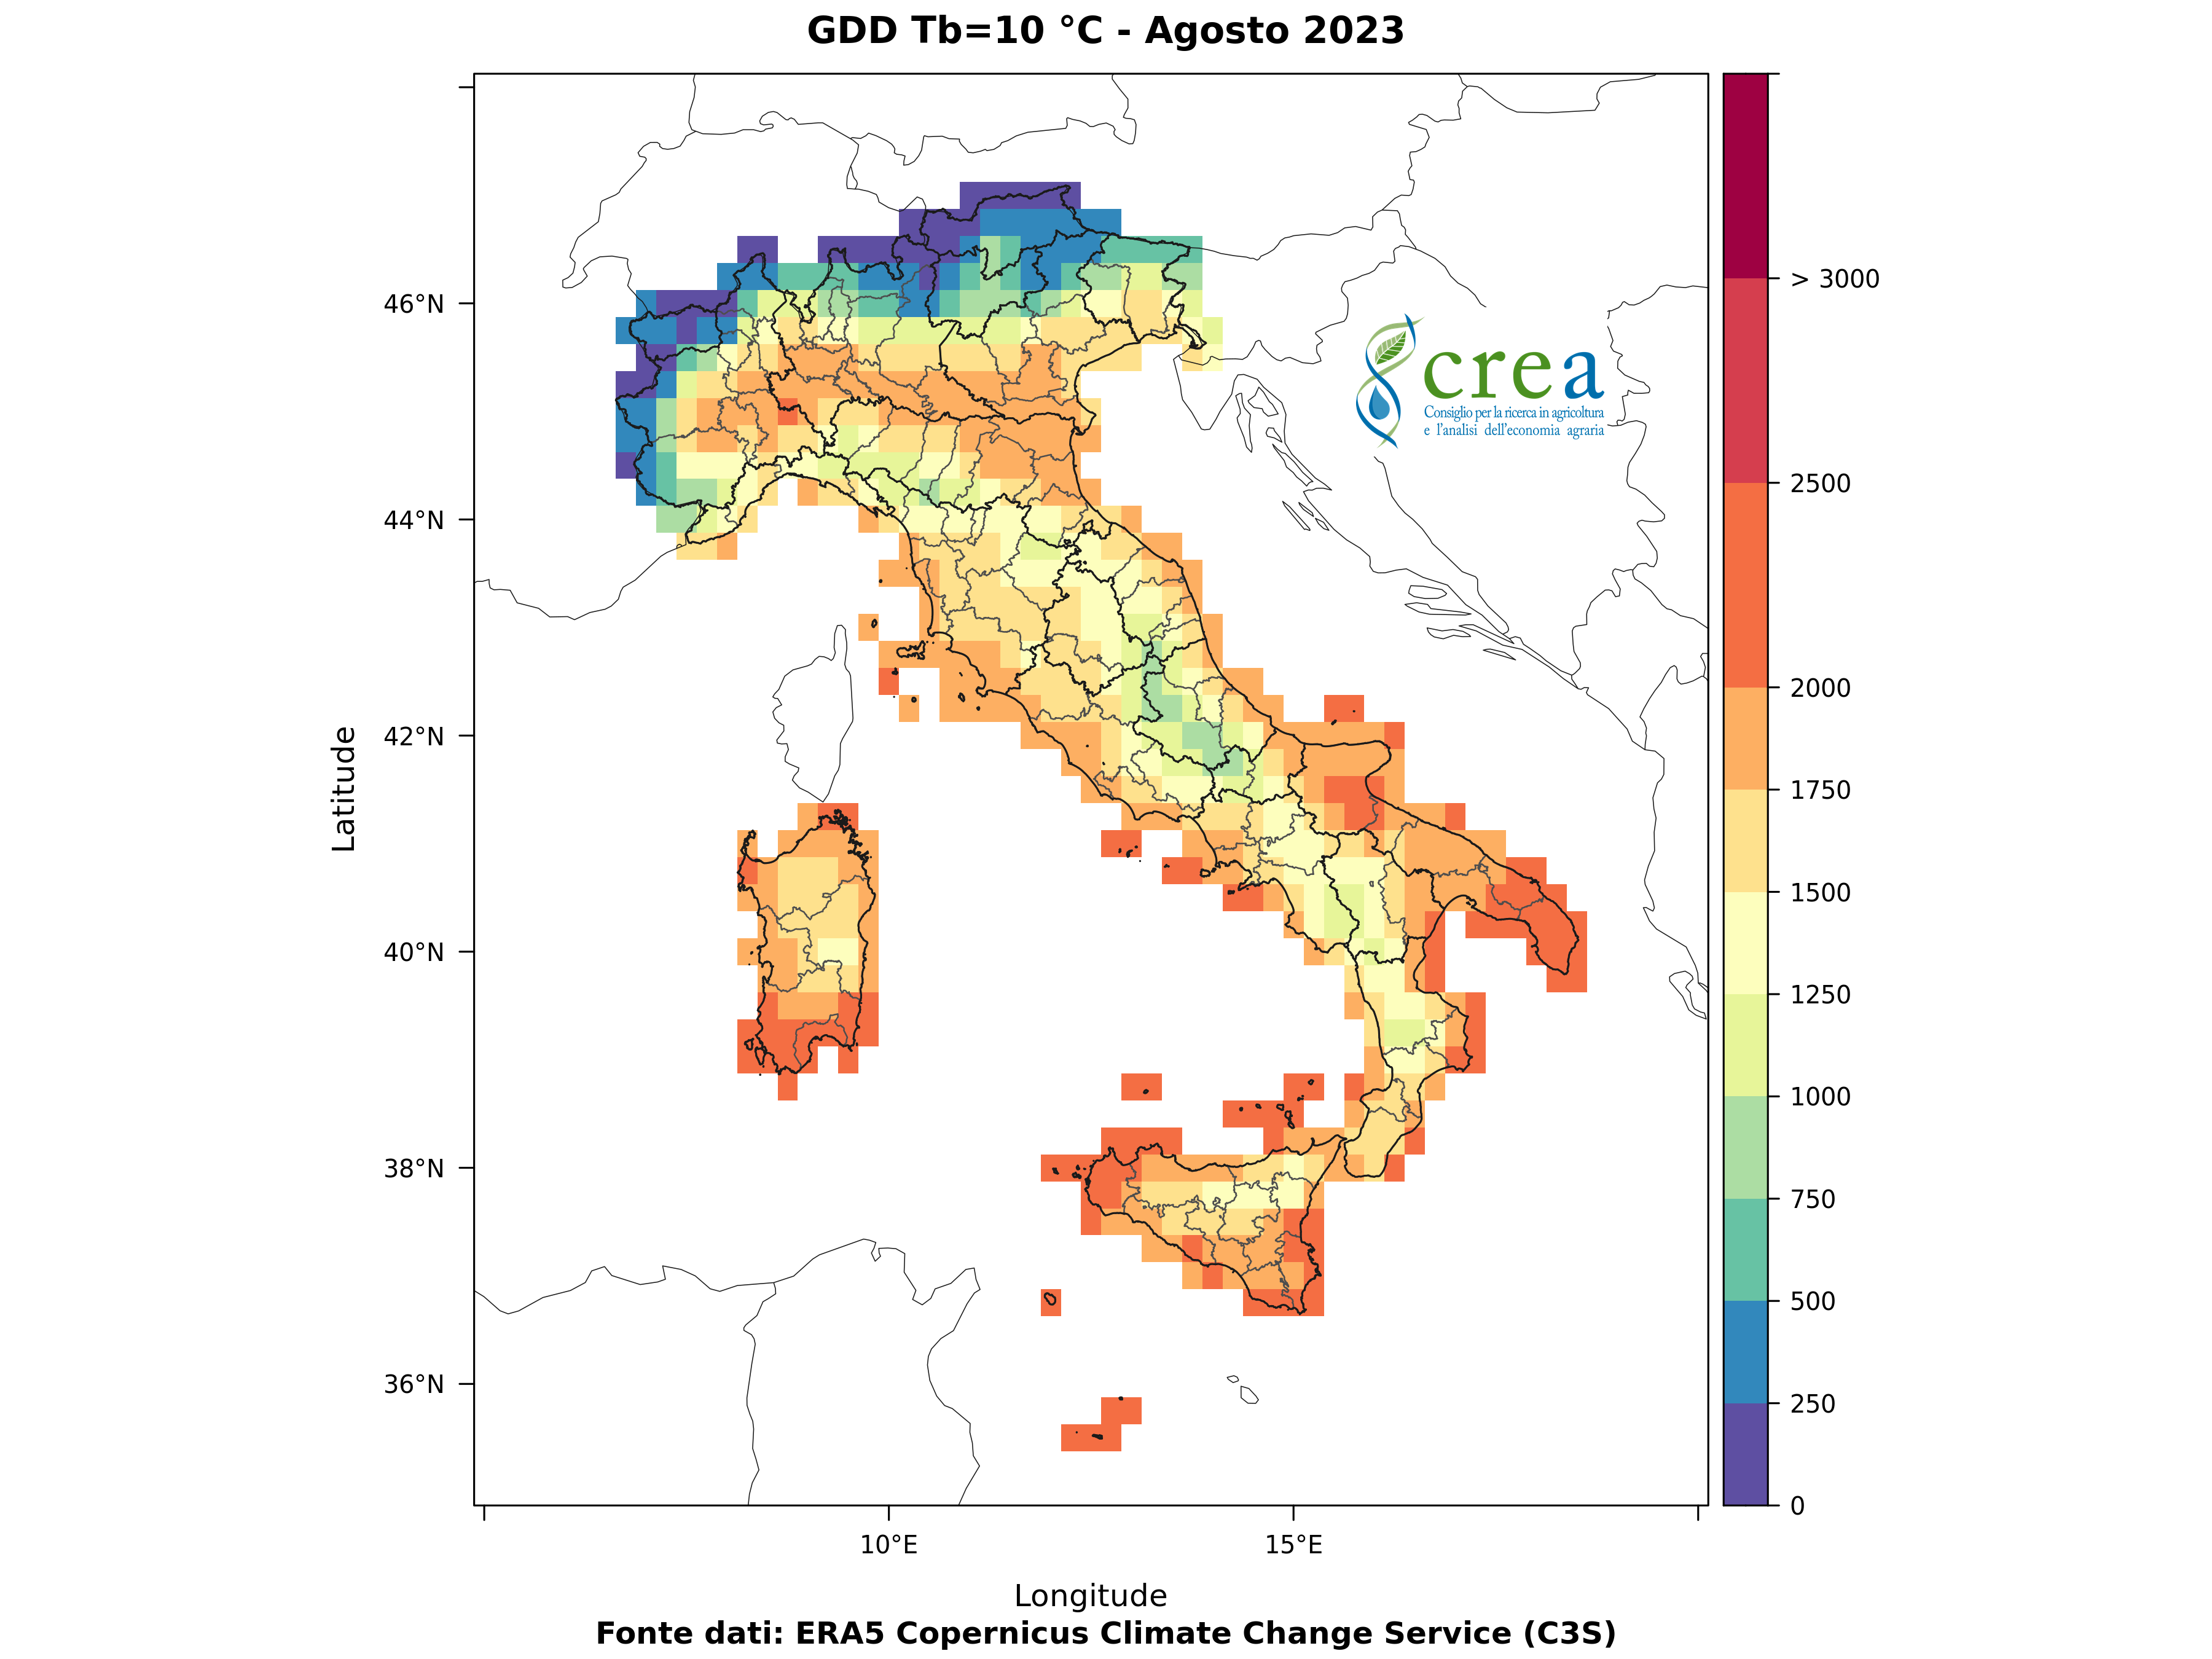 GDD Tb=10 °C - Agosto 2023
> 3000
46°N
crea
Consiglio per la ricerca in agricoltura
e l'analisi dell'economia agraria
2500
44°N
2000
42°N
1750
Latitude
1500
40°N
1250
1000
38°N
750
500
36°N
250
0
10°E
15°E
Longitude
Fonte dati: ERA5 Copernicus Climate Change Service (C3S)